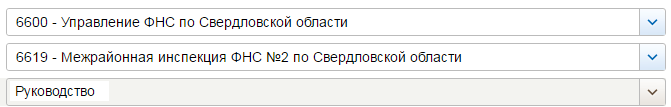 6600 - Управление ФНС по Свердловской области
6619 - Межрайонная инспекция ФНС №2 по Свердловской области
Руководство